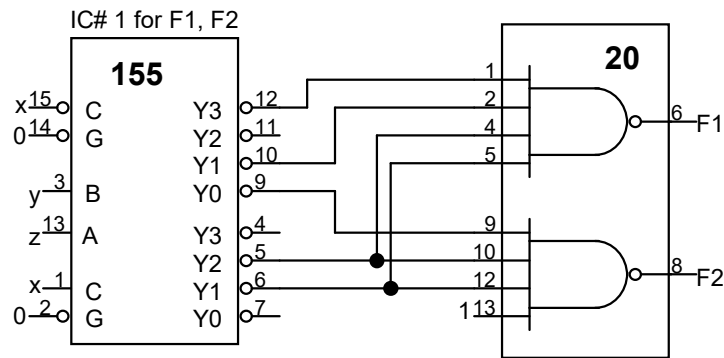 IC# 1 for F1, F2
155
20
x 15 C Y3 12
0 14 G Y2 11
Y1 10
y 3 B Y0 9
z 13 A Y3 4
Y2 5
x 1 C Y1 6
0 2 G Y0 7
1
2
4
5
6 F1
9
10
12
1 13
8 F2